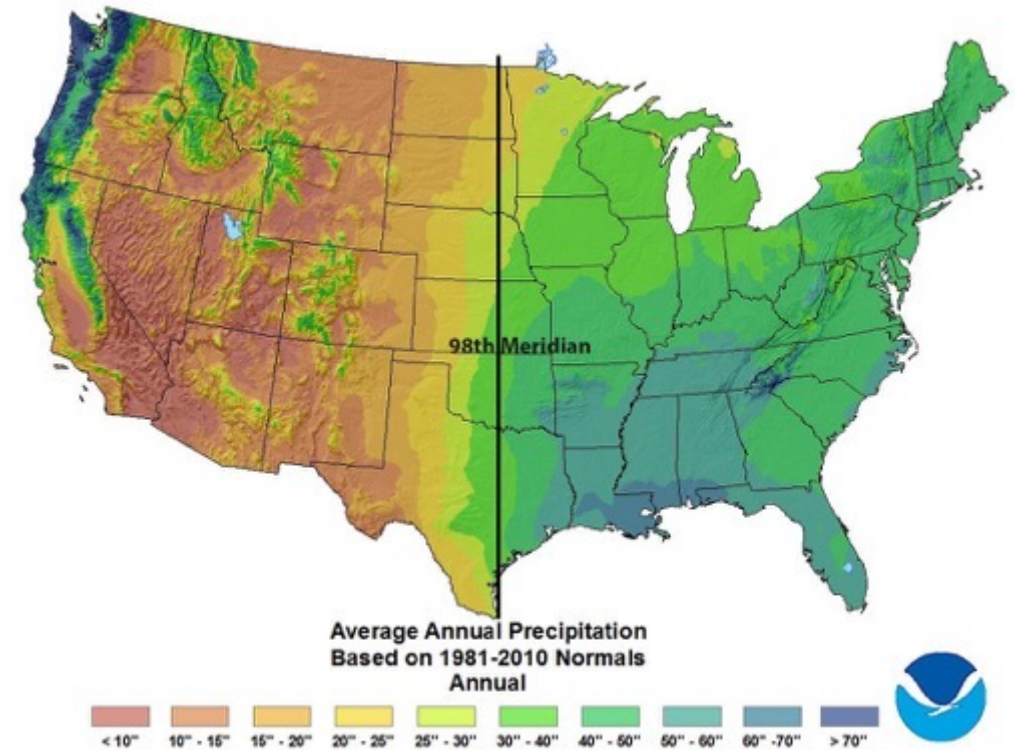 98th Meridian
Average Annual Precipitation
Based on 1981-2010 Normals
Annual
< 10" 10" - 15" 15" - 20" 20" - 25" 25" - 30" 30" - 40" 40" - 50" 50" - 60" 60" -70" > 70"